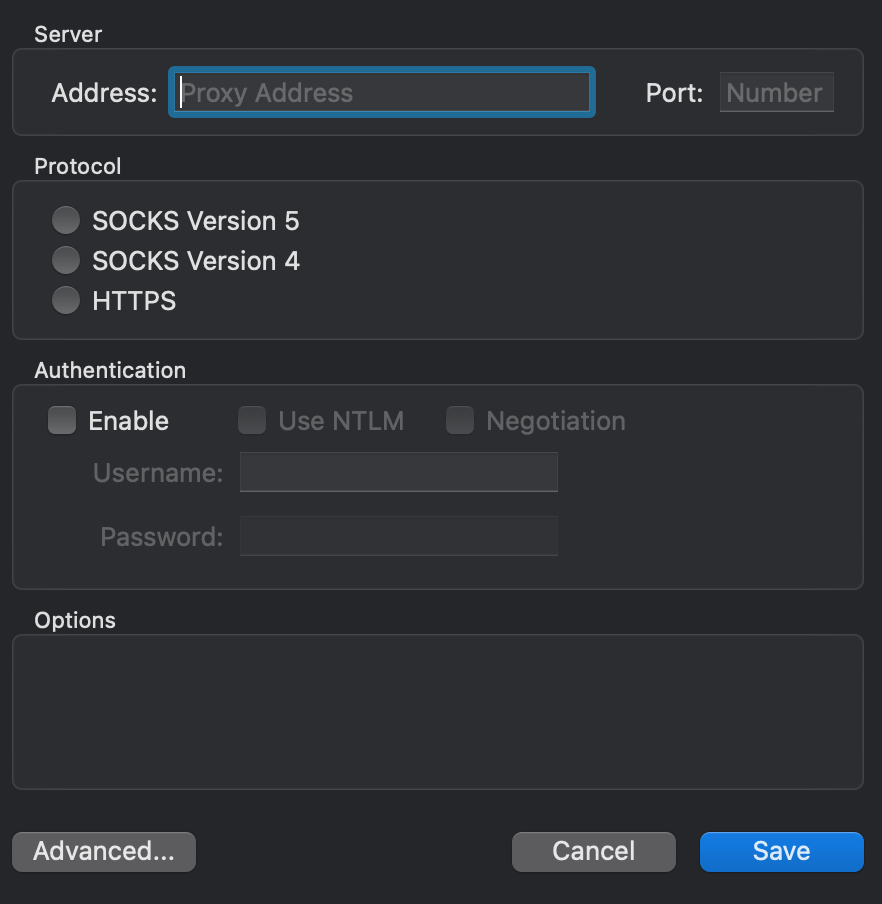 Server
Address: Proxy Address Port: Number
Protocol
SOCKS Version 5
SOCKS Version 4
HTTPS
Authentication
Enable Use NTLM Negotiation
Username:
Password:
Options
Advanced... Cancel Save